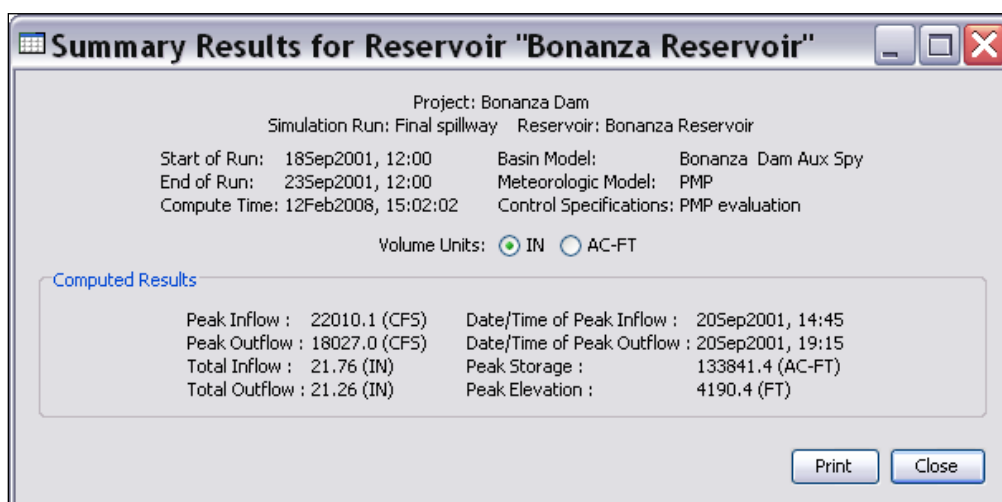 Summary Results for Reservoir "Bonanza Reservoir"
Project: Bonanza Dam
Simulation Run: Final spillway Reservoir: Bonanza Reservoir
Start of Run: 18Sep2001, 12:00 Basin Model: Bonanza Dam Aux Spy
End of Run: 23Sep2001, 12:00 Meteorologic Model: PMP
Compute Time: 12Feb2008, 15:02:02 Control Specifications: PMP evaluation
Volume Units: IN AC-FT
Computed Results
Peak Inflow : 22010.1 (CFS) Date/Time of Peak Inflow : 20Sep2001, 14:45
Peak Outflow : 18027.0 (CFS) Date/Time of Peak Outflow : 20Sep2001, 19:15
Total Inflow : 21.76 (IN) Peak Storage : 133841.4 (AC-FT)
Total Outflow : 21.26 (IN) Peak Elevation : 4190.4 (FT)
Print Close